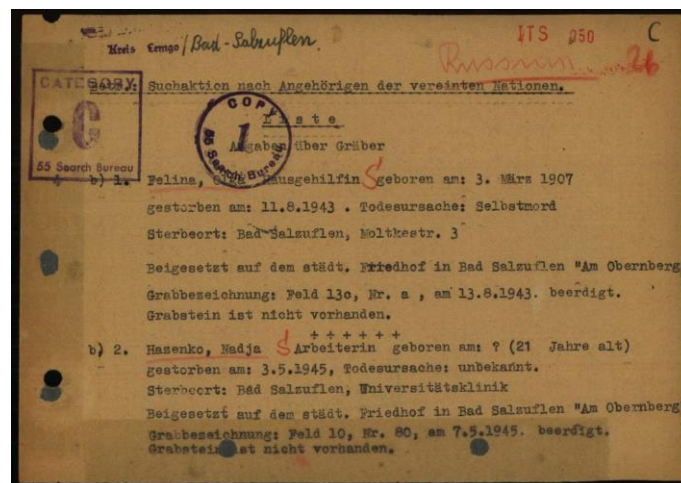 Kreis Lemgo / Bad-Salzuflen
ITS 050
C
Russian 26
CATEGORY
C
55 Search Bureau
COPY
1
55 Search Bureau
Betr.: Suchaktion nach Angehörigen der vereinten Nationen.
Liste
Angaben über Gräber
b) 1. Felina, Olga Hausgehilfin geboren am: 3. März 1907
gestorben am: 11.8.1943 . Todesursache: Selbstmord
Sterbeort: Bad Salzuflen, Moltkestr. 3
Beigesetzt auf dem städt. Friedhof in Bad Salzuflen "Am Obernberg
Grabbezeichnung: Feld 13c, Nr. a , am 13.8.1943. beerdigt.
Grabstein ist nicht vorhanden.
+ + + + + +
b) 2. Hazenko, Nadja Arbeiterin geboren am: ? (21 Jahre alt)
gestorben am: 3.5.1945, Todesursache: unbekannt.
Sterbeort: Bad Salzuflen, Universitätsklinik
Beigesetzt auf dem städt. Friedhof in Bad Salzuflen "Am Obernberg
Grabbezeichnung: Feld 10, Nr. 80, am 7.5.1945. beerdigt.
Grabstein ist nicht vorhanden.